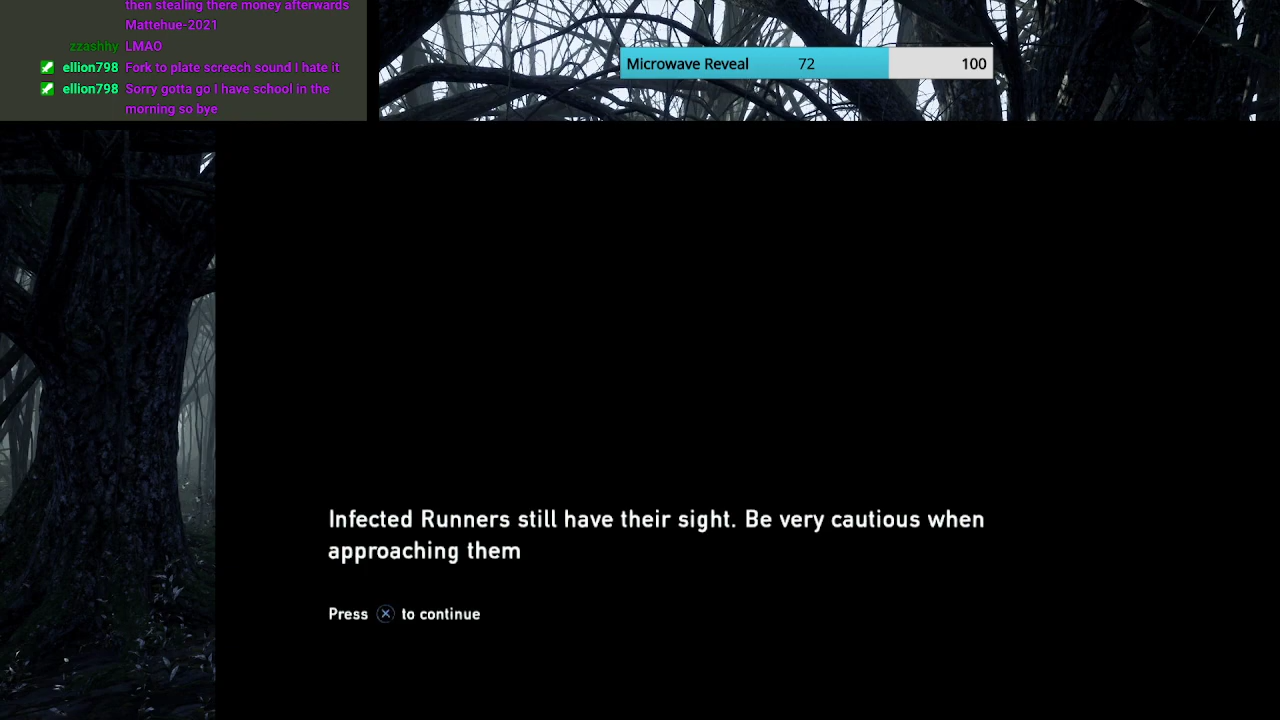 then stealing there money afterwards
Mattehue-2021
zzashhy LMAO
ellion798 Fork to plate screech sound I hate it
ellion798 Sorry gotta go I have school in the
morning so bye
Microwave Reveal 72 100
Infected Runners still have their sight. Be very cautious when
approaching them
Press ⓧ to continue